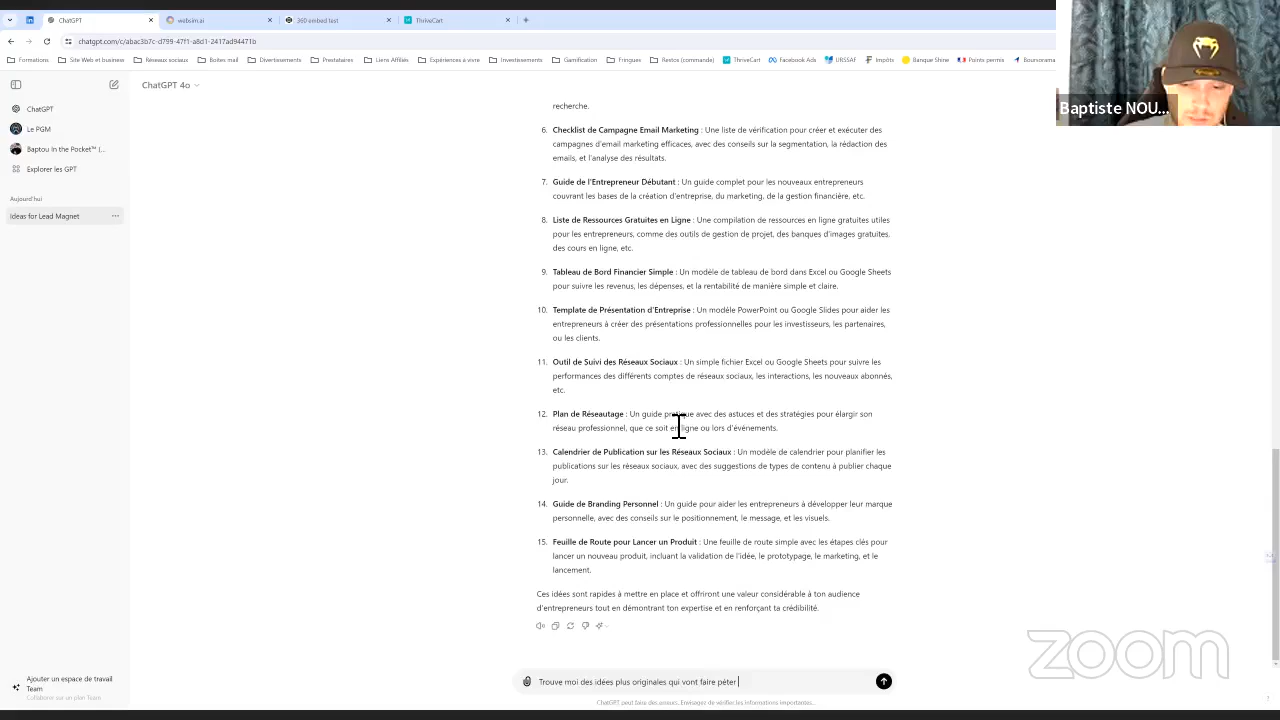 ChatGPT
websim.ai
360 embed test
ThriveCart
chatgpt.com/c/abac3b7c-d799-47f1-a8d1-2417ad94471b
Formations
Site Web et business
Réseaux sociaux
Boites mail
Divertissements
Prestataires
Liens Affiliés
Expériences à vivre
Investissements
Gamification
Fringues
Restos (commande)
ThriveCart
Facebook Ads
URSSAF
Impôts
Banque Shine
Points permis
Boursorama
Baptiste NOU...
ChatGPT 4o
ChatGPT
Le PGM
Baptou In the Pocket™ (...
Explorer les GPT
Aujourd'hui
Ideas for Lead Magnet
recherche.
6. Checklist de Campagne Email Marketing : Une liste de vérification pour créer et exécuter des
campagnes d'email marketing efficaces, avec des conseils sur la segmentation, la rédaction des
emails, et l'analyse des résultats.
7. Guide de l'Entrepreneur Débutant : Un guide complet pour les nouveaux entrepreneurs
couvrant les bases de la création d'entreprise, du marketing, de la gestion financière, etc.
8. Liste de Ressources Gratuites en Ligne : Une compilation de ressources en ligne gratuites utiles
pour les entrepreneurs, comme des outils de gestion de projet, des banques d'images gratuites,
des cours en ligne, etc.
9. Tableau de Bord Financier Simple : Un modèle de tableau de bord dans Excel ou Google Sheets
pour suivre les revenus, les dépenses, et la rentabilité de manière simple et claire.
10. Template de Présentation d'Entreprise : Un modèle PowerPoint ou Google Slides pour aider les
entrepreneurs à créer des présentations professionnelles pour les investisseurs, les partenaires,
ou les clients.
11. Outil de Suivi des Réseaux Sociaux : Un simple fichier Excel ou Google Sheets pour suivre les
performances des différents comptes de réseaux sociaux, les interactions, les nouveaux abonnés,
etc.
12. Plan de Réseautage : Un guide pratique avec des astuces et des stratégies pour élargir son
réseau professionnel, que ce soit en ligne ou lors d'événements.
13. Calendrier de Publication sur les Réseaux Sociaux : Un modèle de calendrier pour planifier les
publications sur les réseaux sociaux, avec des suggestions de types de contenu à publier chaque
jour.
14. Guide de Branding Personnel : Un guide pour aider les entrepreneurs à développer leur marque
personnelle, avec des conseils sur le positionnement, le message, et les visuels.
15. Feuille de Route pour Lancer un Produit : Une feuille de route simple avec les étapes clés pour
lancer un nouveau produit, incluant la validation de l'idée, le prototypage, le marketing, et le
lancement.
Ces idées sont rapides à mettre en place et offriront une valeur considérable à ton audience
d'entrepreneurs tout en démontrant ton expertise et en renforçant ta crédibilité.
Trouve moi des idées plus originales qui vont faire péter
ChatGPT peut faire des erreurs. Envisagez de vérifier les informations importantes.
Ajouter un espace de travail
Team
Collaborer sur un plan Team
zoom